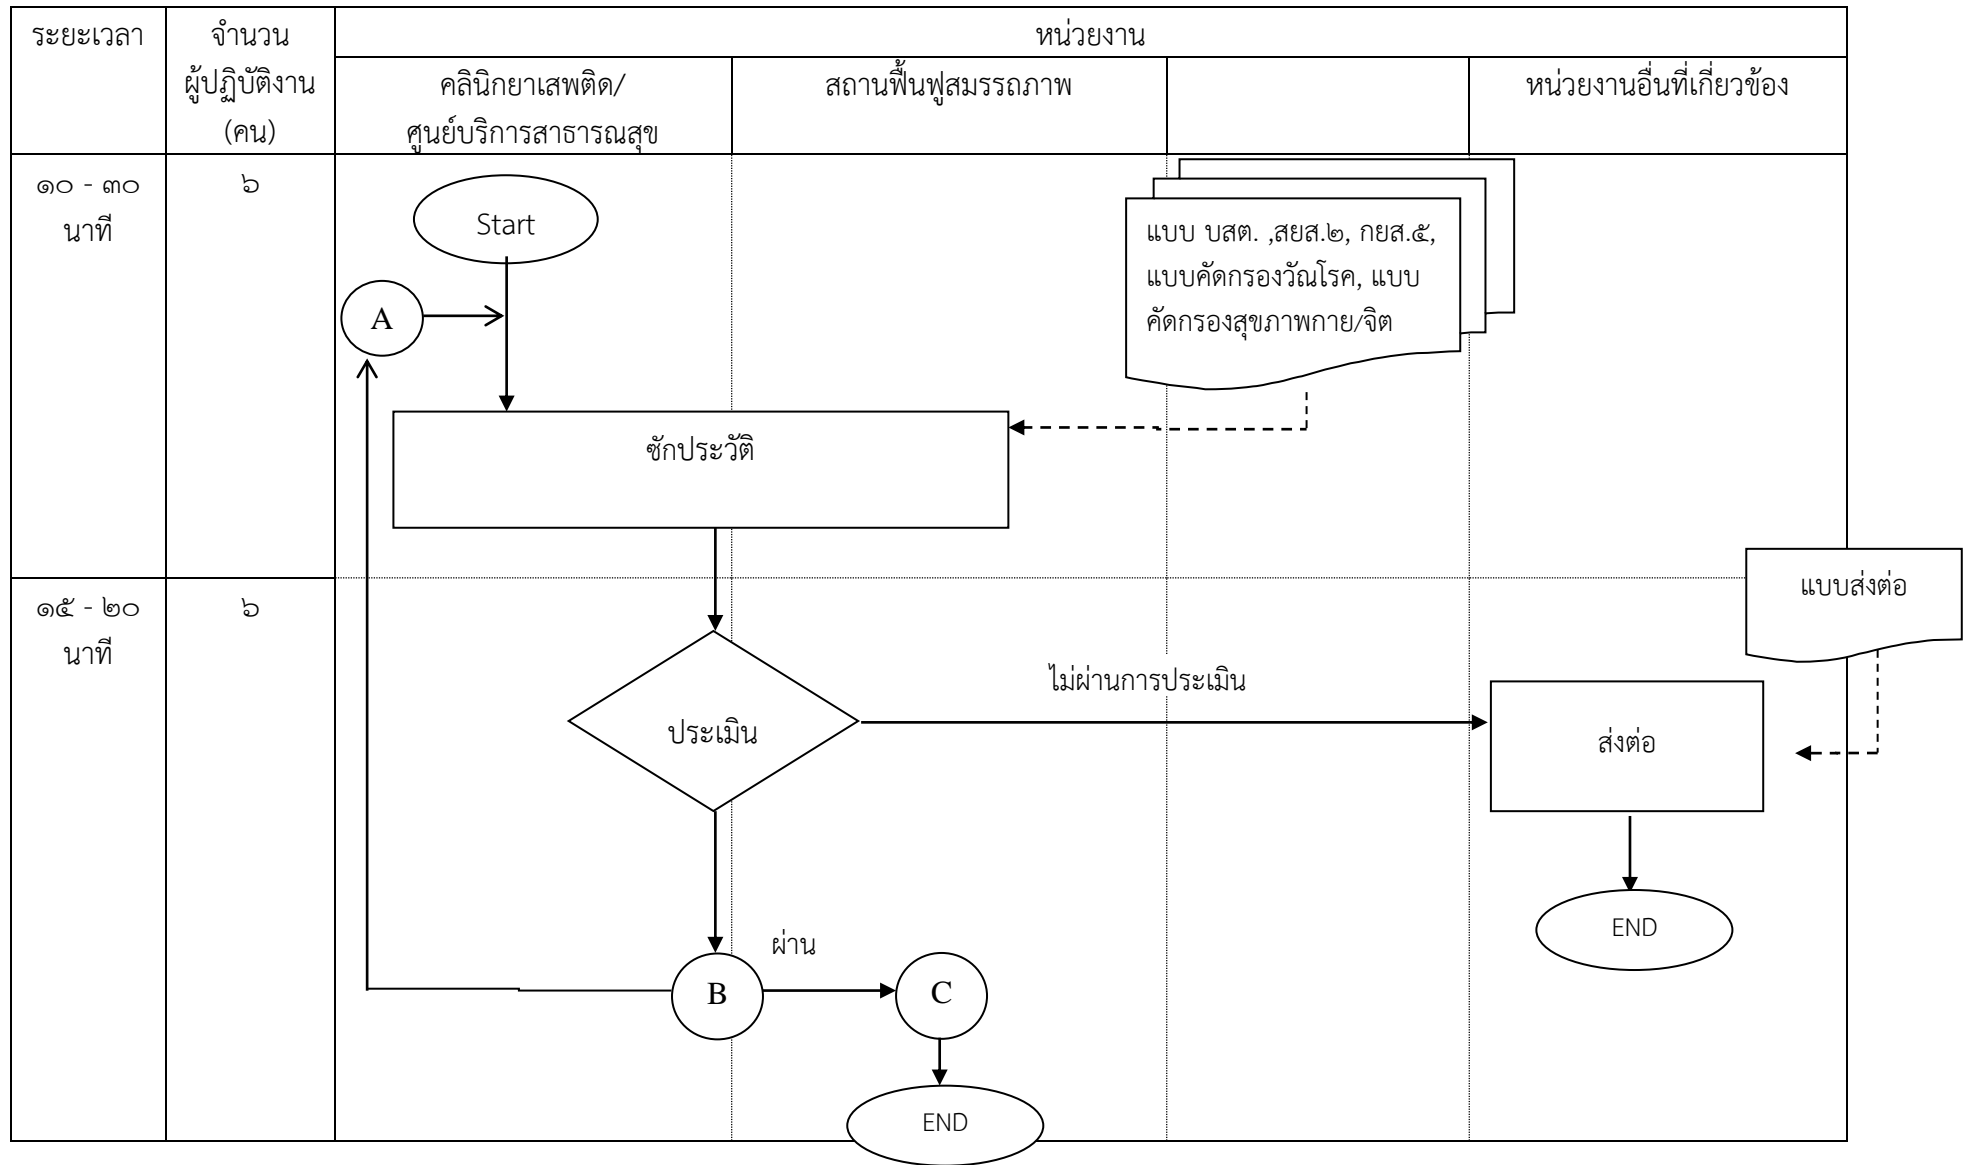 ระยะเวลา
จำนวน
ผู้ปฏิบัติงาน
(คน)
หน่วยงาน
คลินิกยาเสพติด/
ศูนย์บริการสาธารณสุข
สถานฟื้นฟูสมรรถภาพ
หน่วยงานอื่นที่เกี่ยวข้อง
๑๐ - ๓๐
นาที
๖
Start
แบบ บสต. ,สยส.๒, กยส.๕,
แบบคัดกรองวัณโรค, แบบ
คัดกรองสุขภาพกาย/จิต
A
ซักประวัติ
๑๕ - ๒๐
นาที
๖
แบบส่งต่อ
ไม่ผ่านการประเมิน
ประเมิน
ส่งต่อ
END
ผ่าน
B
C
END